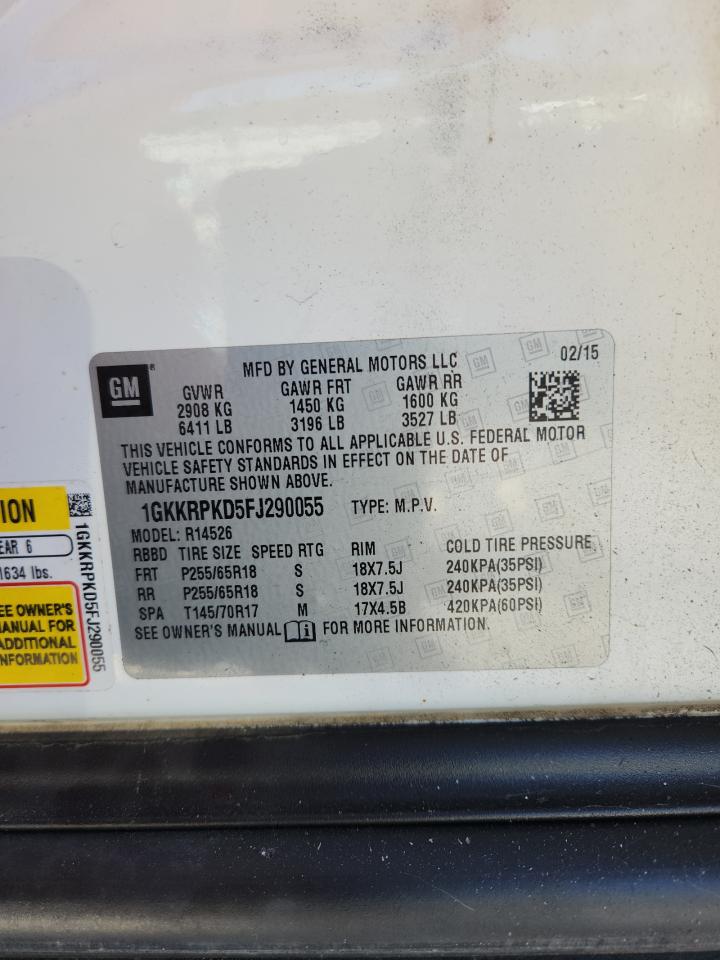 GM
MFD BY GENERAL MOTORS LLC
02/15
GVWR GAWR FRT GAWR RR
2908 KG 1450 KG 1600 KG
6411 LB 3196 LB 3527 LB
THIS VEHICLE CONFORMS TO ALL APPLICABLE U.S. FEDERAL MOTOR
VEHICLE SAFETY STANDARDS IN EFFECT ON THE DATE OF
MANUFACTURE SHOWN ABOVE.
1GKKRPKD5FJ290055 TYPE: M.P.V.
MODEL: R14526
RBBD TIRE SIZE SPEED RTG RIM COLD TIRE PRESSURE
FRT P255/65R18 S 18X7.5J 240KPA(35PSI)
RR P255/65R18 S 18X7.5J 240KPA(35PSI)
SPA T145/70R17 M 17X4.5B 420KPA(60PSI)
SEE OWNER'S MANUAL i FOR MORE INFORMATION.
ION
EAR 6
1634 lbs.
SEE OWNER'S
MANUAL FOR
ADDITIONAL
INFORMATION
1GKKRPKD5FJ290055